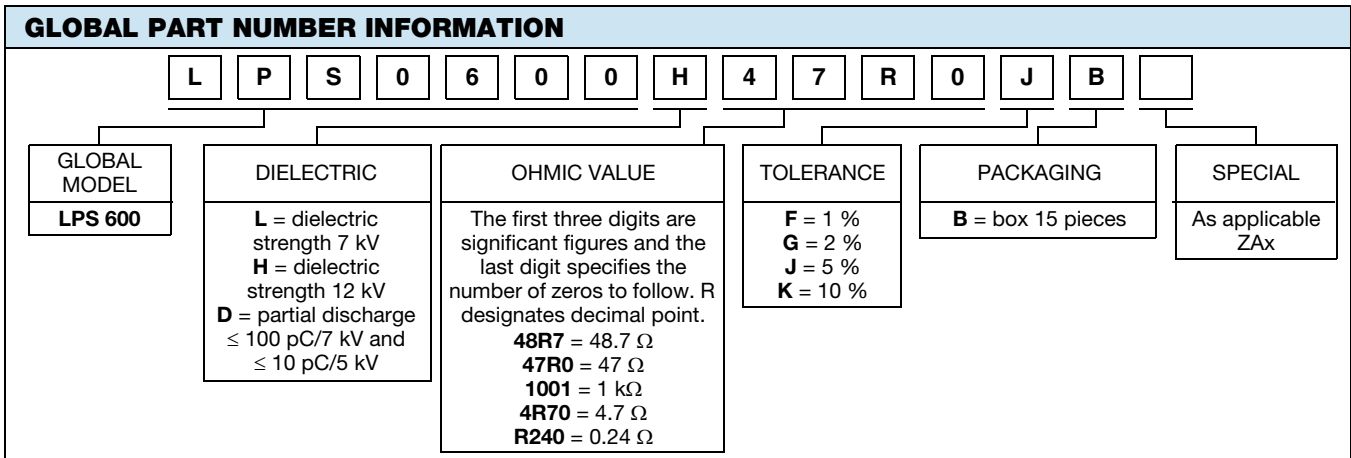 GLOBAL PART NUMBER INFORMATION
L P S 0 6 0 0 H 4 7 R 0 J B
GLOBAL
MODEL
LPS 600
DIELECTRIC
L = dielectric
strength 7 kV
H = dielectric
strength 12 kV
D = partial discharge
≤ 100 pC/7 kV and
≤ 10 pC/5 kV
OHMIC VALUE
The first three digits are
significant figures and the
last digit specifies the
number of zeros to follow. R
designates decimal point.
48R7 = 48.7 Ω
47R0 = 47 Ω
1001 = 1 kΩ
4R70 = 4.7 Ω
R240 = 0.24 Ω
TOLERANCE
F = 1 %
G = 2 %
J = 5 %
K = 10 %
PACKAGING
B = box 15 pieces
SPECIAL
As applicable
ZAx